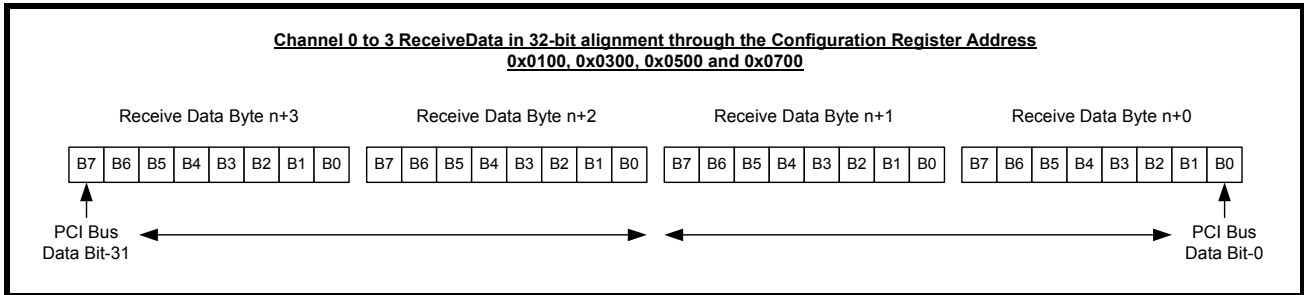 Channel 0 to 3 ReceiveData in 32-bit alignment through the Configuration Register Address
0x0100, 0x0300, 0x0500 and 0x0700
Receive Data Byte n+3 Receive Data Byte n+2 Receive Data Byte n+1 Receive Data Byte n+0
B7 B6 B5 B4 B3 B2 B1 B0 B7 B6 B5 B4 B3 B2 B1 B0 B7 B6 B5 B4 B3 B2 B1 B0 B7 B6 B5 B4 B3 B2 B1 B0
PCI Bus PCI Bus
Data Bit-31 Data Bit-0